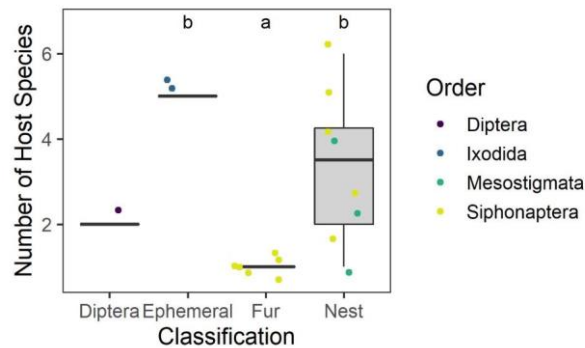 b a b
6
4
2
Number of Host Species
Diptera Ephemeral Fur Nest
Classification
Order
Diptera
Ixodida
Mesostigmata
Siphonaptera